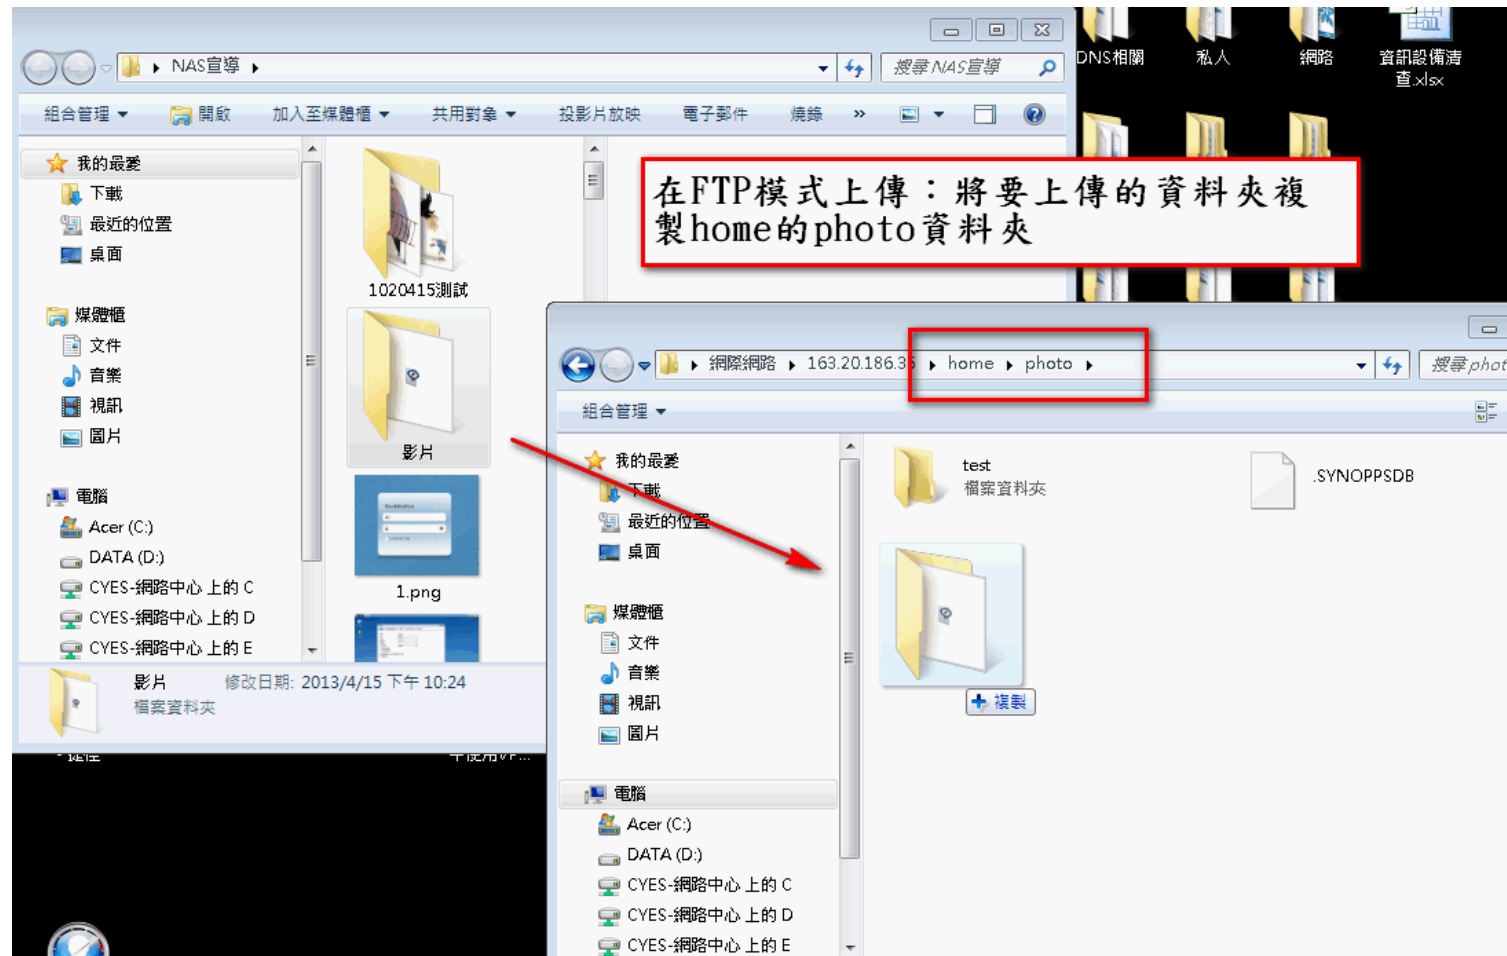 DNS相關
私人
網路
資訊設備清
查.xlsx
NAS宣導
搜尋 NAS宣導
組合管理
開啟
加入至媒體櫃
共用對象
投影片放映
電子郵件
燒錄
»
我的最愛
下載
最近的位置
桌面
媒體櫃
文件
音樂
視訊
圖片
電腦
Acer (C:)
DATA (D:)
CYES-網路中心 上的 C
CYES-網路中心 上的 D
CYES-網路中心 上的 E
1020415測試
影片
1.png
影片
修改日期: 2013/4/15 下午 10:24
檔案資料夾
在FTP模式上傳：將要上傳的資料夾複
製home的photo資料夾
網際網路
163.20.186.35
home
photo
搜尋 phot
組合管理
我的最愛
下載
最近的位置
桌面
媒體櫃
文件
音樂
視訊
圖片
電腦
Acer (C:)
DATA (D:)
CYES-網路中心 上的 C
CYES-網路中心 上的 D
CYES-網路中心 上的 E
test
檔案資料夾
.SYNOPPSDB
複製